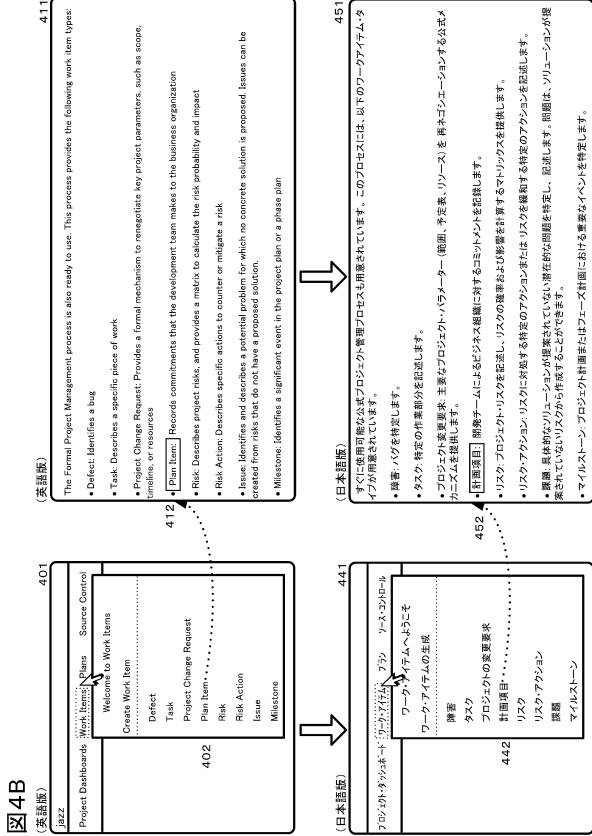 図4B
(英語版)
401
jazz
Project Dashboards
Work Items
Plans
Source Control
Welcome to Work Items
Create Work Item
Defect
Task
Project Change Request
Plan Item
Risk
Risk Action
Issue
Milestone
402
(英語版)
411
The Formal Project Management process is also ready to use. This process provides the following work item types:
• Defect: Identifies a bug
• Task: Describes a specific piece of work
• Project Change Request: Provides a formal mechanism to renegotiate key project parameters, such as scope,
timeline, or resources
• Plan Item: Records commitments that the development team makes to the business organization
• Risk: Describes project risks, and provides a matrix to calculate the risk probability and impact
• Risk Action: Describes specific actions to counter or mitigate a risk
• Issue: Identifies and describes a potential problem for which no concrete solution is proposed. Issues can be
created from risks that do not have a proposed solution.
• Milestone: Identifies a significant event in the project plan or a phase plan
412
(日本語版)
441
プロジェクト・ダッシュボード
ワーク・アイテム
プラン
ソース・コントロール
ワーク・アイテムへようこそ
ワーク・アイテムの生成
障害
タスク
プロジェクトの変更要求
計画項目
リスク
リスク・アクション
課題
マイルストーン
442
(日本語版)
451
すぐに使用可能な公式プロジェクト管理プロセスも用意されています。このプロセスには、以下のワークアイテム・タ
イプが用意されています。
• 障害: バグを特定します。
• タスク: 特定の作業部分を記述します。
• プロジェクト変更要求: 主要なプロジェクト・パラメーター (範囲、予定表、リソース) を 再ネゴシエーションする公式メ
カニズムを提供します。
• 計画項目: 開発チームによるビジネス組織に対するコミットメントを記録します。
• リスク: プロジェクト・リスクを記述し、リスクの確率および影響を計算するマトリックスを提供します。
• リスク・アクション: リスクに対処する特定のアクションまたは リスクを緩和する特定のアクションを記述します。
• 課題: 具体的なソリューションが提案されていない潜在的な問題を特定し、記述します。問題は、ソリューションが提
案されていないリスクから作成することができます。
• マイルストーン: プロジェクト計画またはフェーズ計画における重要なイベントを特定します。
452